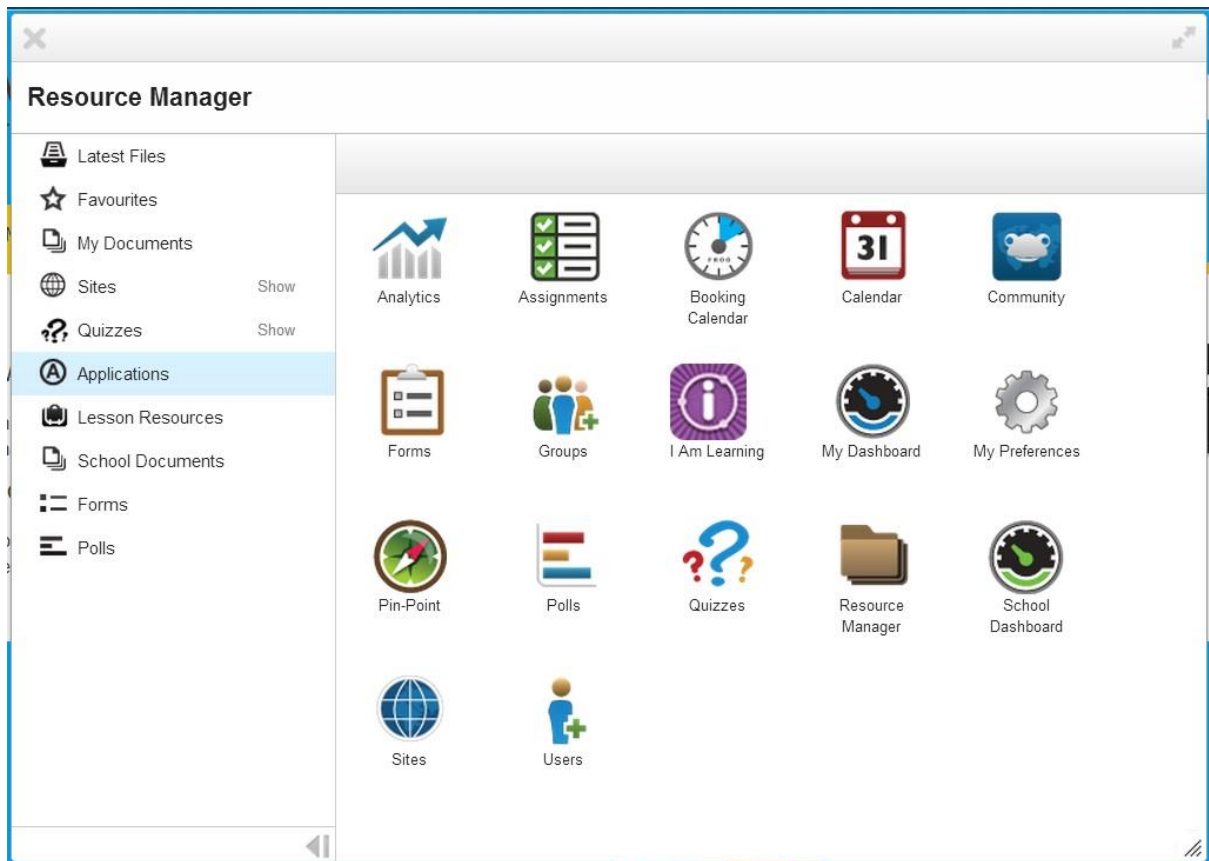 Resource Manager
Latest Files
Favourites
My Documents
Sites Show
Quizzes Show
Applications
Lesson Resources
School Documents
Forms
Polls
Analytics
Assignments
Booking
Calendar
FROG
31
Calendar
Community
Forms
Groups
I Am Learning
My Dashboard
My Preferences
Pin-Point
Polls
Quizzes
Resource
Manager
School
Dashboard
Sites
Users